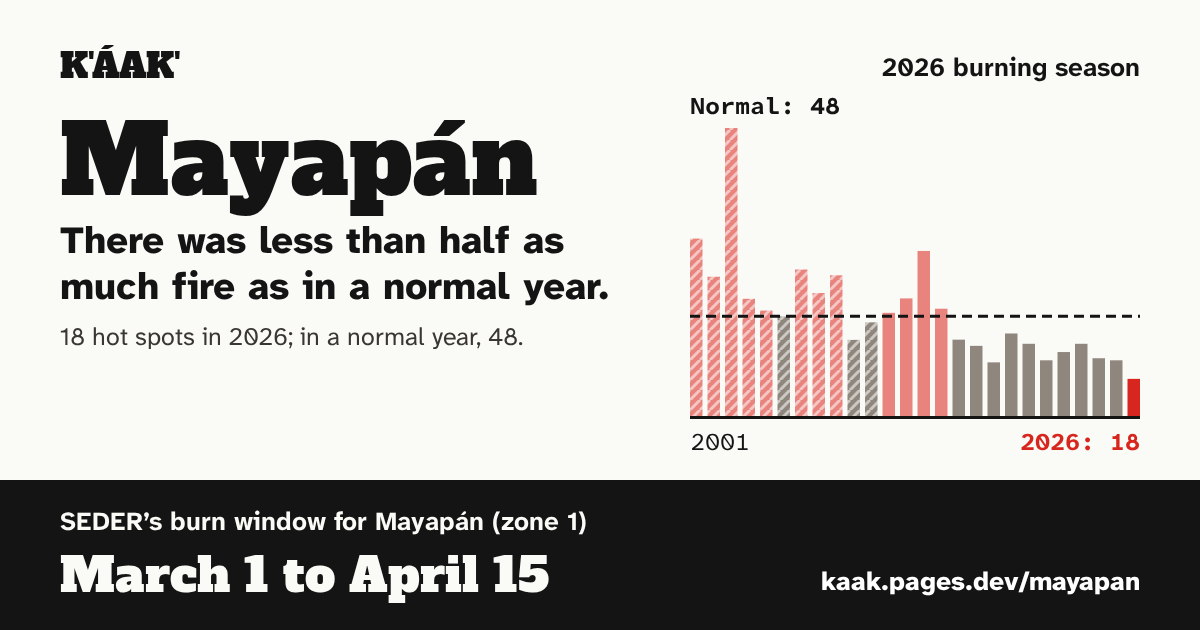 K'ÁAK'
Mayapán
There was less than half as
much fire as in a normal year.
18 hot spots in 2026; in a normal year, 48.
2026 burning season
Normal: 48
2001
2026: 18
SEDER’s burn window for Mayapán (zone 1)
March 1 to April 15
kaak.pages.dev/mayapan